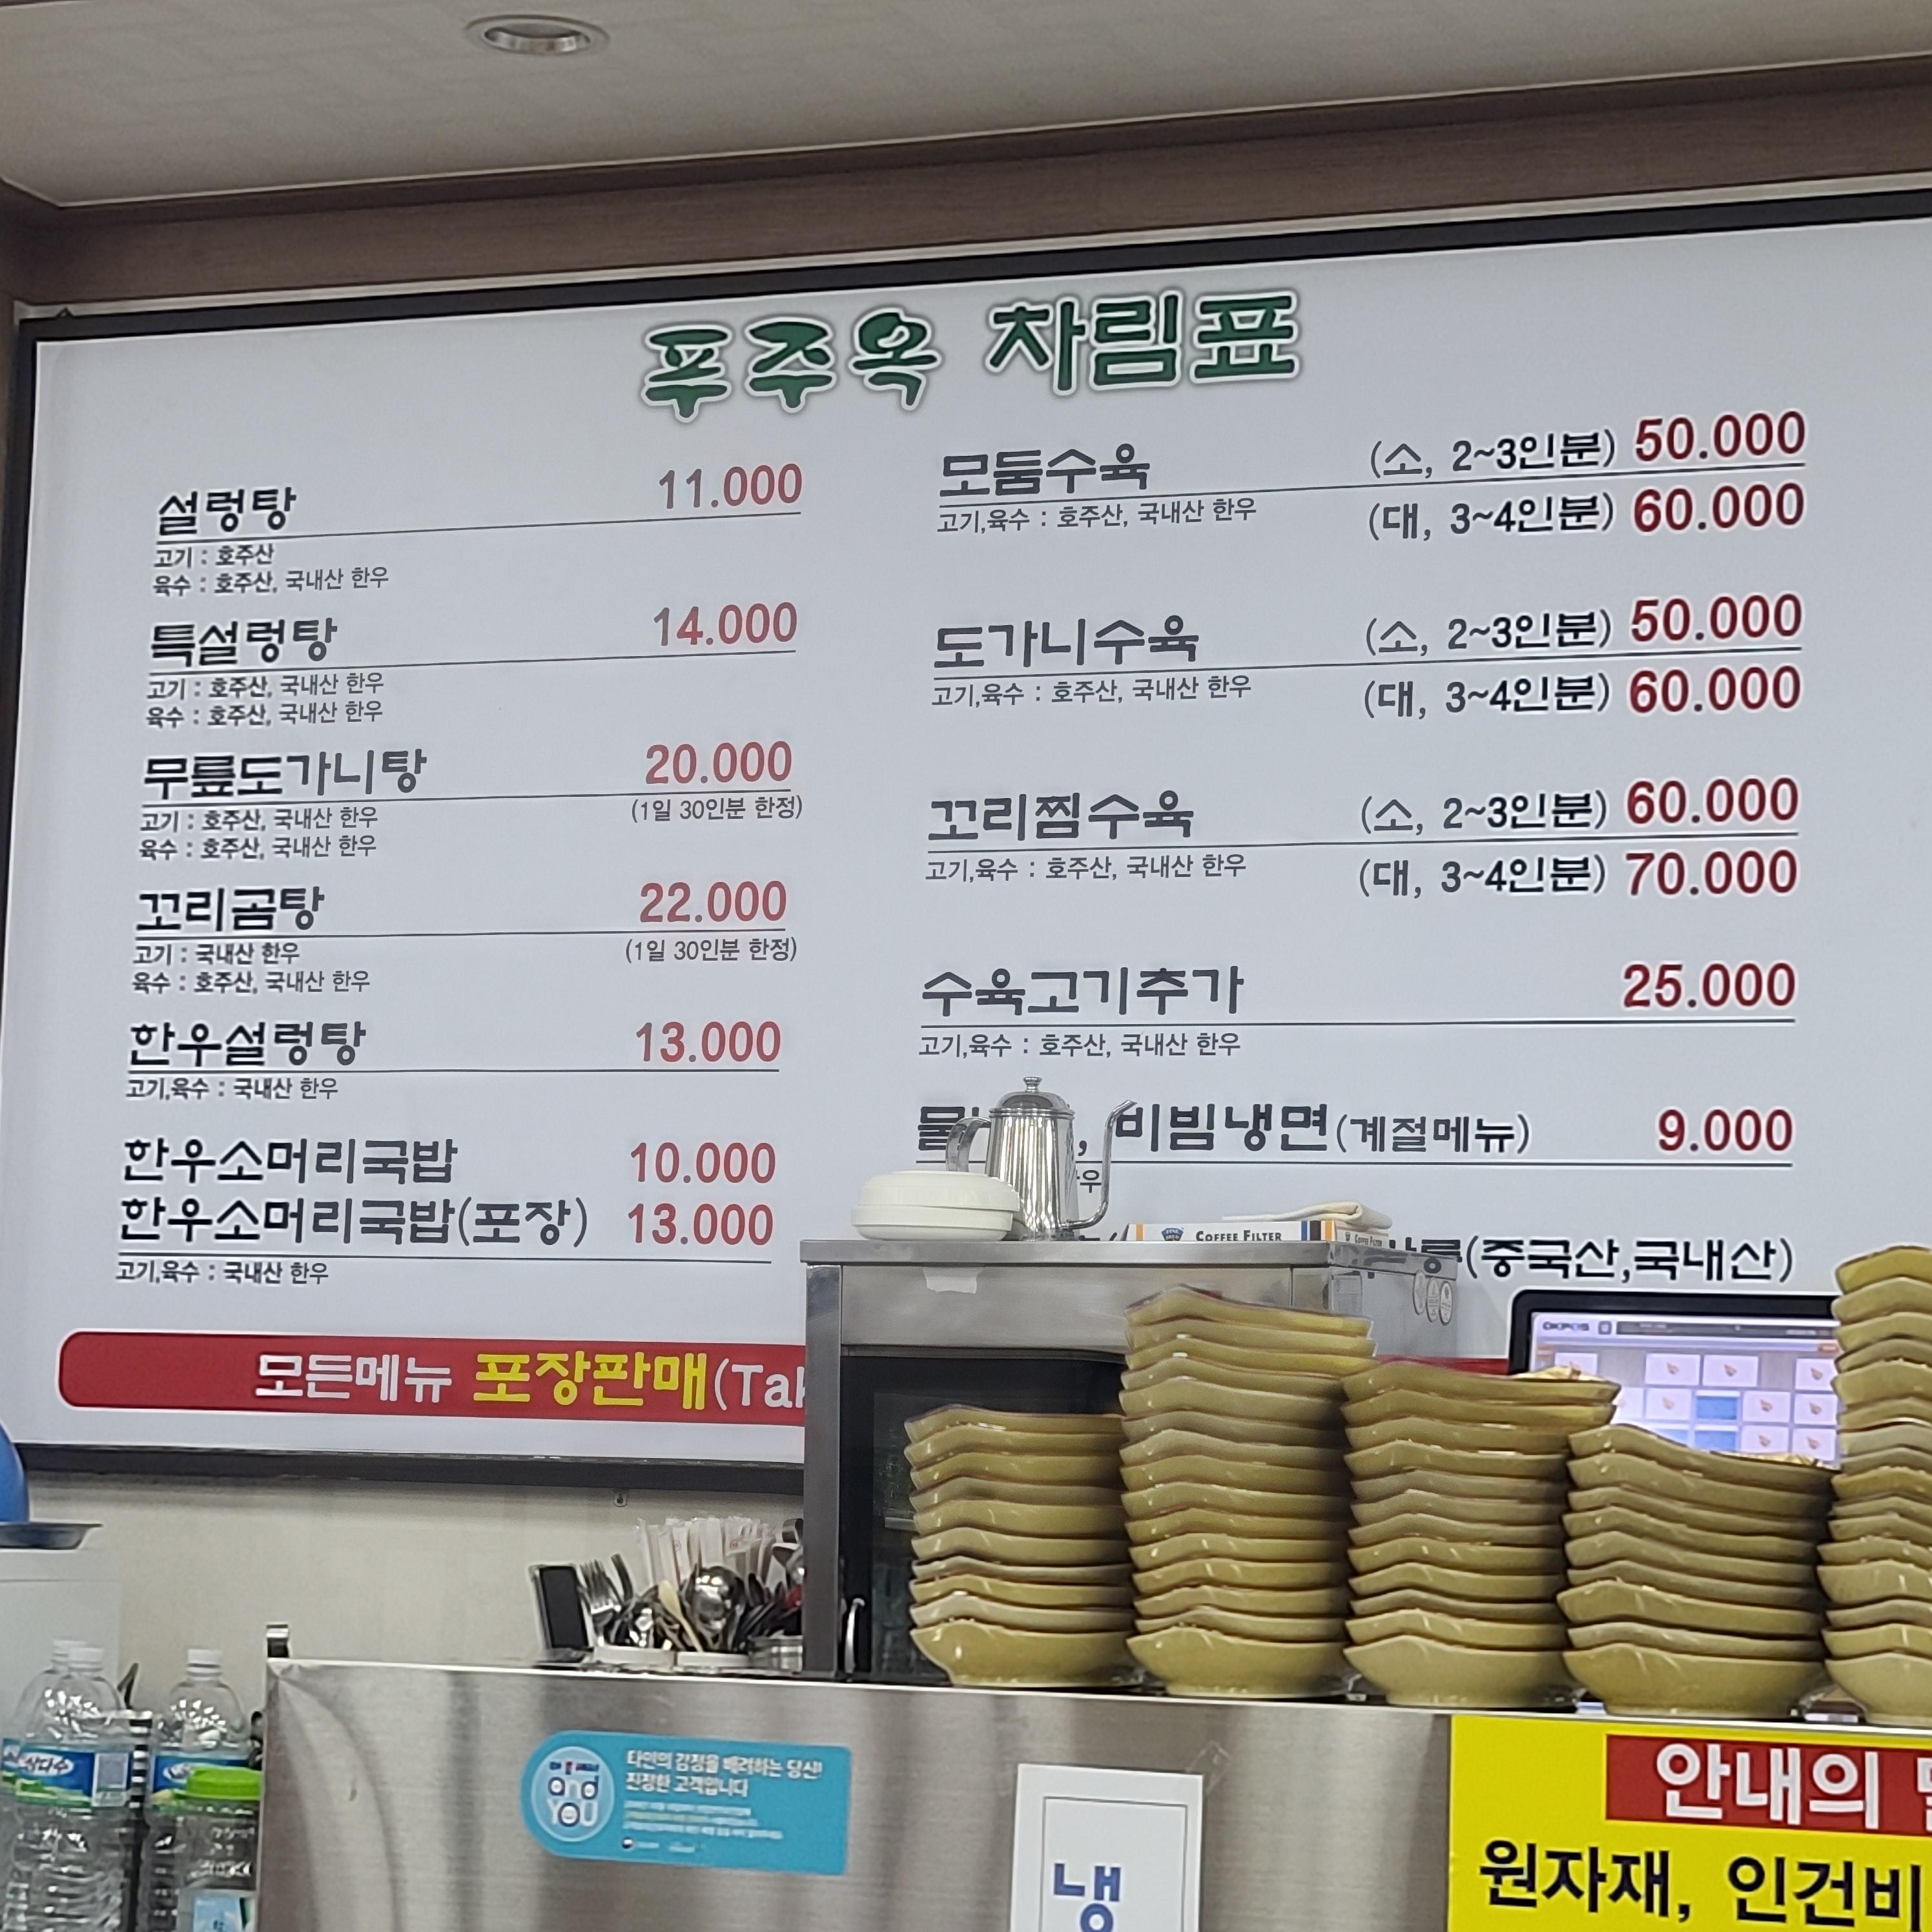 푸주옥 차림표
설렁탕 11.000
고기 : 호주산
육수 : 호주산, 국내산 한우
특설렁탕 14.000
고기 : 호주산, 국내산 한우
육수 : 호주산, 국내산 한우
무릎도가니탕 20.000
고기 : 호주산, 국내산 한우 (1일 30인분 한정)
육수 : 호주산, 국내산 한우
꼬리곰탕 22.000
고기 : 국내산 한우 (1일 30인분 한정)
육수 : 호주산, 국내산 한우
한우설렁탕 13.000
고기,육수 : 국내산 한우
한우소머리국밥 10.000
한우소머리국밥(포장) 13.000
고기,육수 : 국내산 한우
모둠수육 (소, 2~3인분) 50.000
고기,육수 : 호주산, 국내산 한우 (대, 3~4인분) 60.000
도가니수육 (소, 2~3인분) 50.000
고기,육수 : 호주산, 국내산 한우 (대, 3~4인분) 60.000
꼬리찜수육 (소, 2~3인분) 60.000
고기,육수 : 호주산, 국내산 한우 (대, 3~4인분) 70.000
수육고기추가 25.000
고기,육수 : 호주산, 국내산 한우
, 비빔냉면(계절메뉴) 9.000
(중국산,국내산)
모든메뉴 포장판매
COFFEE FILTER
OKPOS
삼다수
and
YOU
타인의 감정을 배려하는 당신!
진정한 고객입니다
냉
안내의
원자재, 인건비